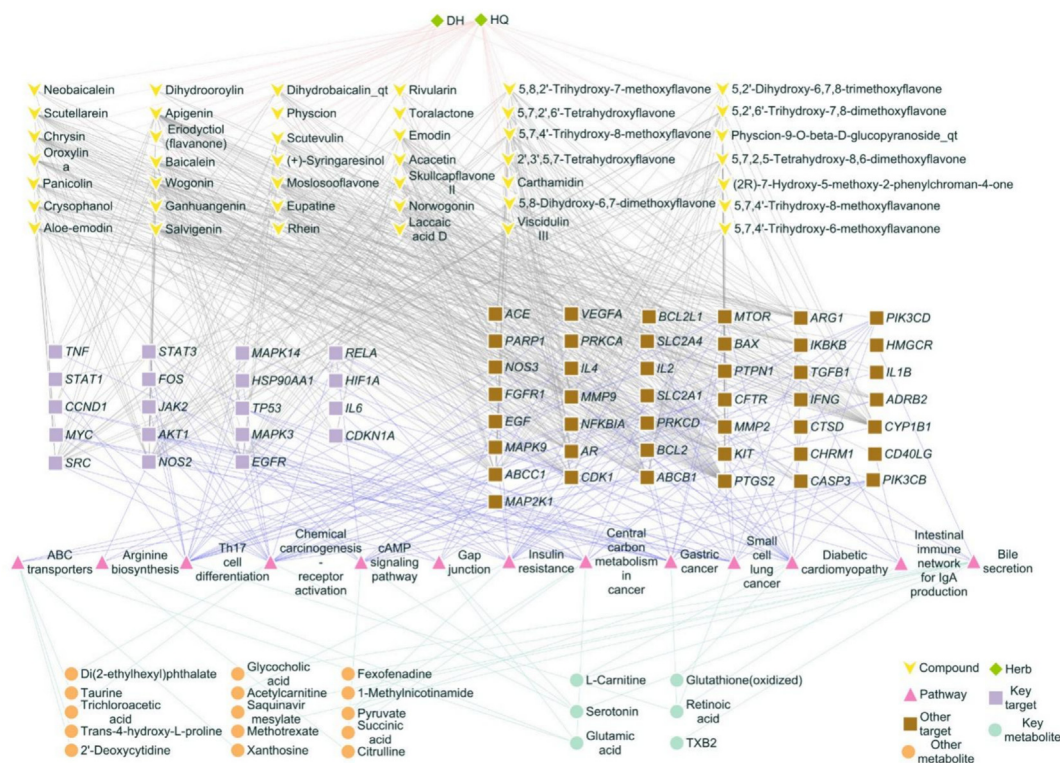 DH HQ
Neobaicalein Dihydrooroylin Dihydrobaicalin_qt Rivularin 5,8,2'-Trihydroxy-7-methoxyflavone 5,2'-Dihydroxy-6,7,8-trimethoxyflavone
Scutellarein Apigenin Physcion Toralactone 5,7,2',6'-Tetrahydroxyflavone 5,2',6'-Trihydroxy-7,8-dimethoxyflavone
Chrysin Eriodyctiol (flavanone) Scutevulin Emodin 5,7,4'-Trihydroxy-8-methoxyflavone Physcion-9-O-beta-D-glucopyranoside_qt
Oroxylin a Baicalein (+)-Syringaresinol Acacetin 2',3',5,7-Tetrahydroxyflavone 5,7,2,5-Tetrahydroxy-8,6-dimethoxyflavone
Panicolin Wogonin Moslosooflavone Skullcapflavone II Carthamidin (2R)-7-Hydroxy-5-methoxy-2-phenylchroman-4-one
Crysophanol Ganhuangenin Eupatine Norwogonin 5,8-Dihydroxy-6,7-dimethoxyflavone 5,7,4'-Trihydroxy-8-methoxyflavanone
Aloe-emodin Salvigenin Rhein Laccaic acid D Viscidulin III 5,7,4'-Trihydroxy-6-methoxyflavanone
TNF STAT3 MAPK14 RELA
STAT1 FOS HSP90AA1 HIF1A
CCND1 JAK2 TP53 IL6
MYC AKT1 MAPK3 CDKN1A
SRC NOS2 EGFR
ACE VEGFA BCL2L1 MTOR ARG1 PIK3CD
PARP1 PRKCA SLC2A4 BAX IKBKB HMGCR
NOS3 IL4 IL2 PTPN1 TGFB1 IL1B
FGFR1 MMP9 SLC2A1 CFTR IFNG ADRB2
EGF NFKBIA PRKCD MMP2 CTSD CYP1B1
MAPK9 AR BCL2 KIT CHRM1 CD40LG
ABCC1 CDK1 ABCB1 PTGS2 CASP3 PIK3CB
MAP2K1
ABC transporters
Arginine biosynthesis
Th17 cell differentiation
Chemical carcinogenesis - receptor activation
cAMP signaling pathway
Gap junction
Insulin resistance
Central carbon metabolism in cancer
Gastric cancer
Small cell lung cancer
Diabetic cardiomyopathy
Intestinal immune network for IgA production
Bile secretion
Di(2-ethylhexyl)phthalate Glycocholic acid Fexofenadine
Taurine Acetylcarnitine 1-Methylnicotinamide
Trichloroacetic acid Saquinavir mesylate Pyruvate
Trans-4-hydroxy-L-proline Methotrexate Succinic acid
2'-Deoxycytidine Xanthosine Citrulline
L-Carnitine Glutathione(oxidized)
Serotonin Retinoic acid
Glutamic acid TXB2
Compound Herb
Pathway Key target
Other target Key metabolite
Other metabolite